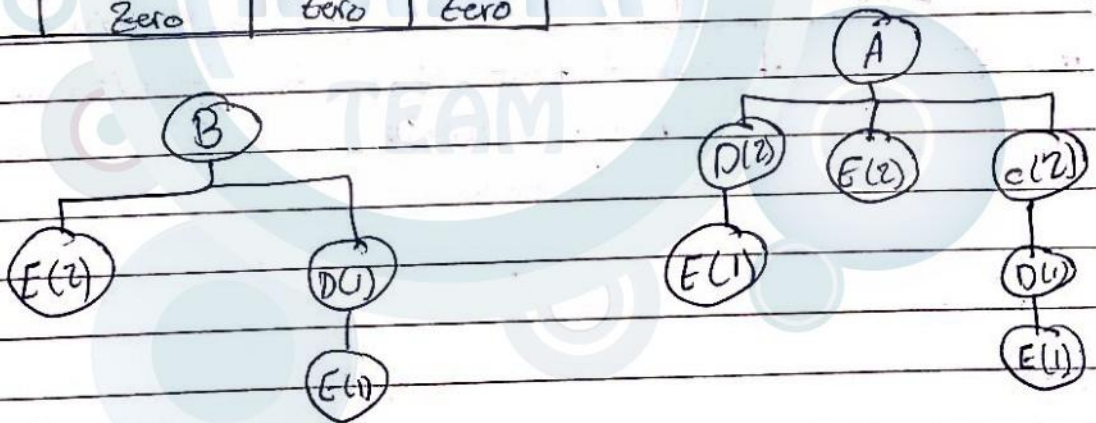 Zero zero zero
A
TEAM
B
D(2) E(2) C(2)
E(2) D(1) E(1) D(1)
E(1) E(1)